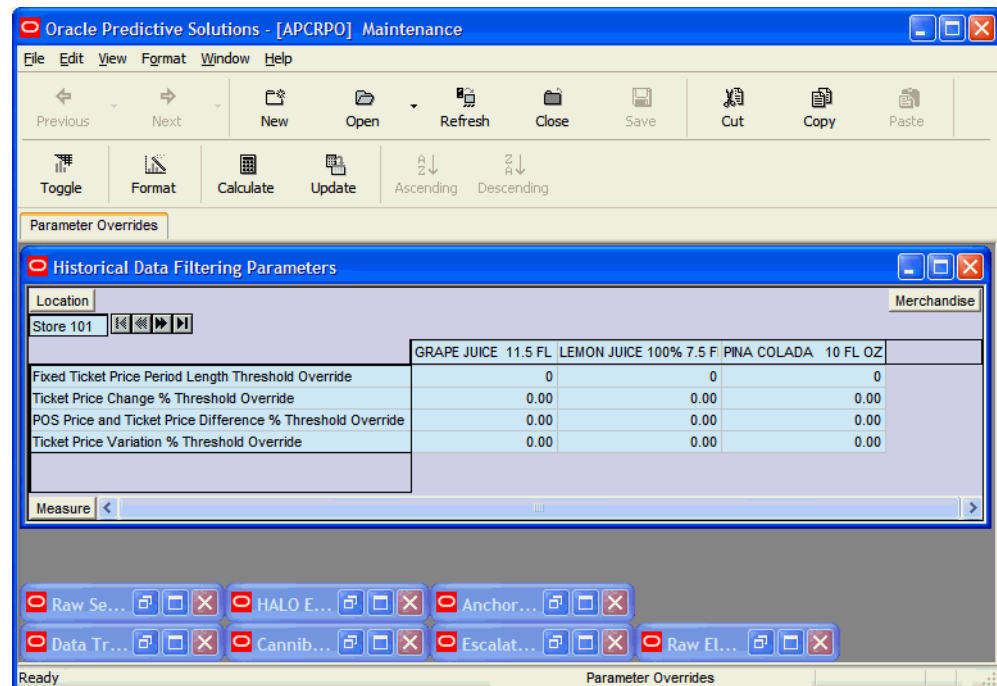 Oracle Predictive Solutions - [APCRPO] Maintenance
File Edit View Format Window Help
Previous Next New Open Refresh Close Save Cut Copy Paste
Toggle Format Calculate Update Ascending Descending
Parameter Overrides
Historical Data Filtering Parameters
Location Merchandise
Store 101
GRAPE JUICE 11.5 FL LEMON JUICE 100% 7.5 F PINA COLADA 10 FL OZ
Fixed Ticket Price Period Length Threshold Override 0 0 0
Ticket Price Change % Threshold Override 0.00 0.00 0.00
POS Price and Ticket Price Difference % Threshold Override 0.00 0.00 0.00
Ticket Price Variation % Threshold Override 0.00 0.00 0.00
Measure
Raw Se... HALO E... Anchor...
Data Tr... Cannib... Escalat... Raw El...
Ready Parameter Overrides